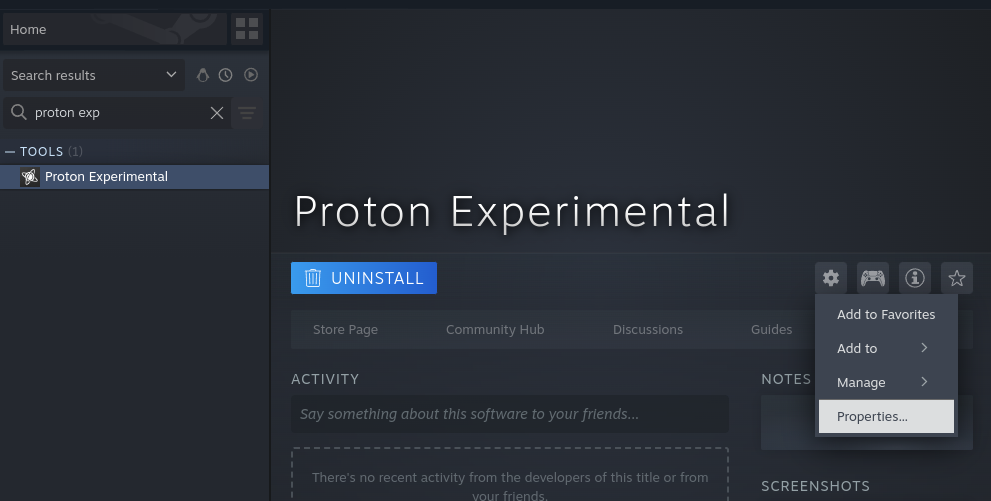 Home
Search results
proton exp
TOOLS (1)
Proton Experimental
Proton Experimental
UNINSTALL
Store Page Community Hub Discussions Guides
Add to Favorites
Add to
Manage
Properties...
ACTIVITY
Say something about this software to your friends...
There's no recent activity from the developers of this title or from
your friends.
NOTES
SCREENSHOTS